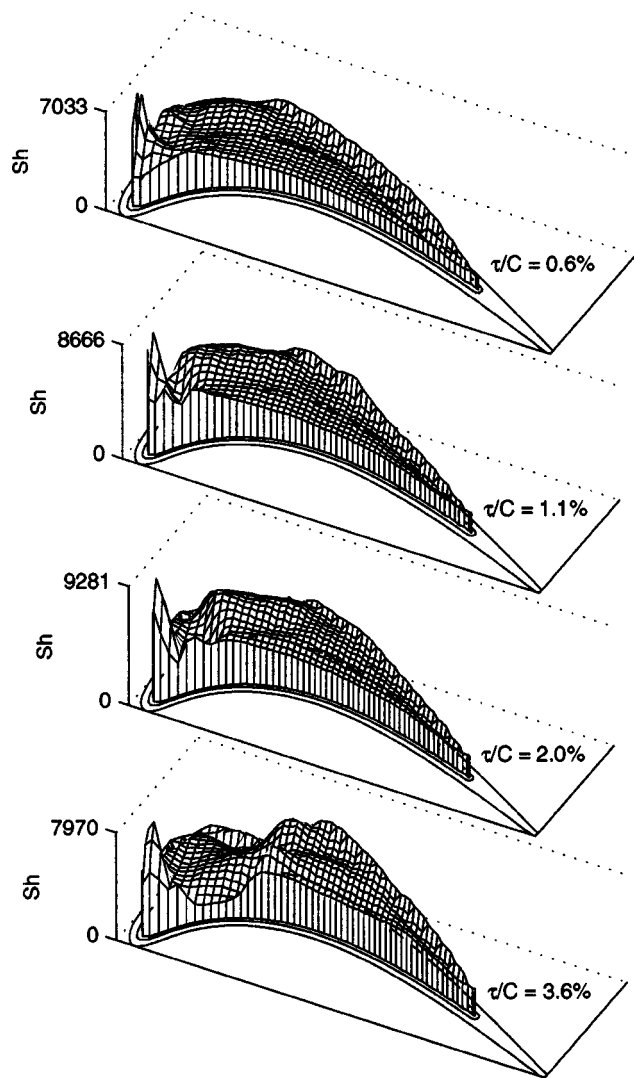 7033
Sh
0
τ/C = 0.6%
8666
Sh
0
τ/C = 1.1%
9281
Sh
0
τ/C = 2.0%
7970
Sh
0
τ/C = 3.6%